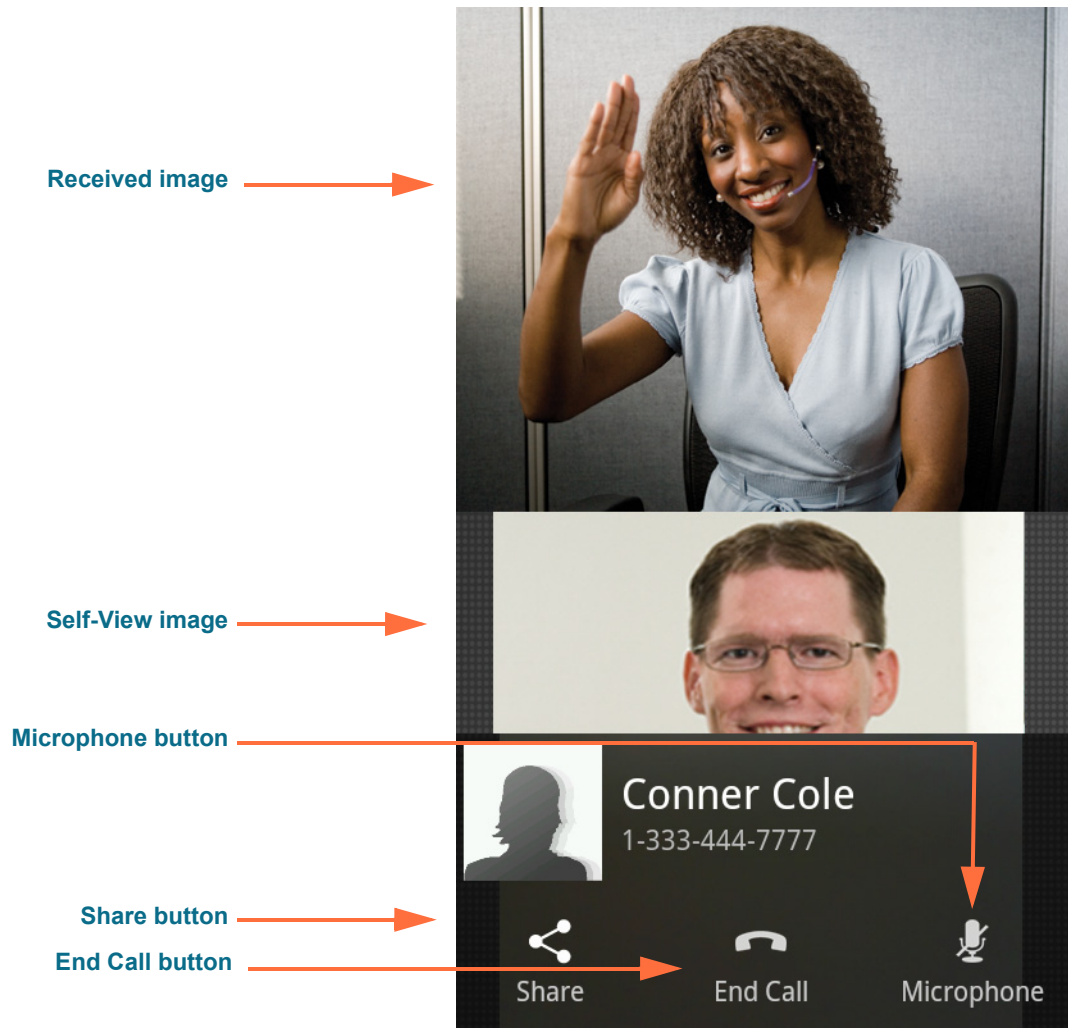 Received image
Self-View image
Microphone button
Conner Cole
1-333-444-7777
Share button
End Call button
Share
End Call
Microphone